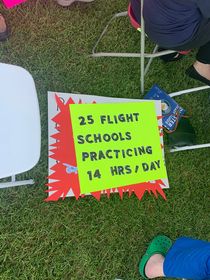 25 FLIGHT
SCHOOLS
PRACTICING
14 HRS/DAY